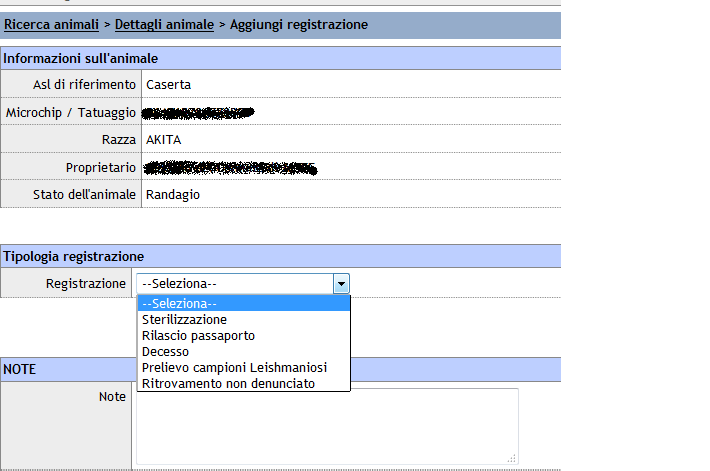 Ricerca animali > Dettagli animale > Aggiungi registrazione
Informazioni sull'animale
Asl di riferimento Caserta
Microchip / Tatuaggio
Razza AKITA
Proprietario
Stato dell'animale Randagio
Tipologia registrazione
Registrazione --Seleziona--
--Seleziona--
Sterilizzazione
Rilascio passaporto
Decesso
Prelievo campioni Leishmaniosi
Ritrovamento non denunciato
NOTE
Note